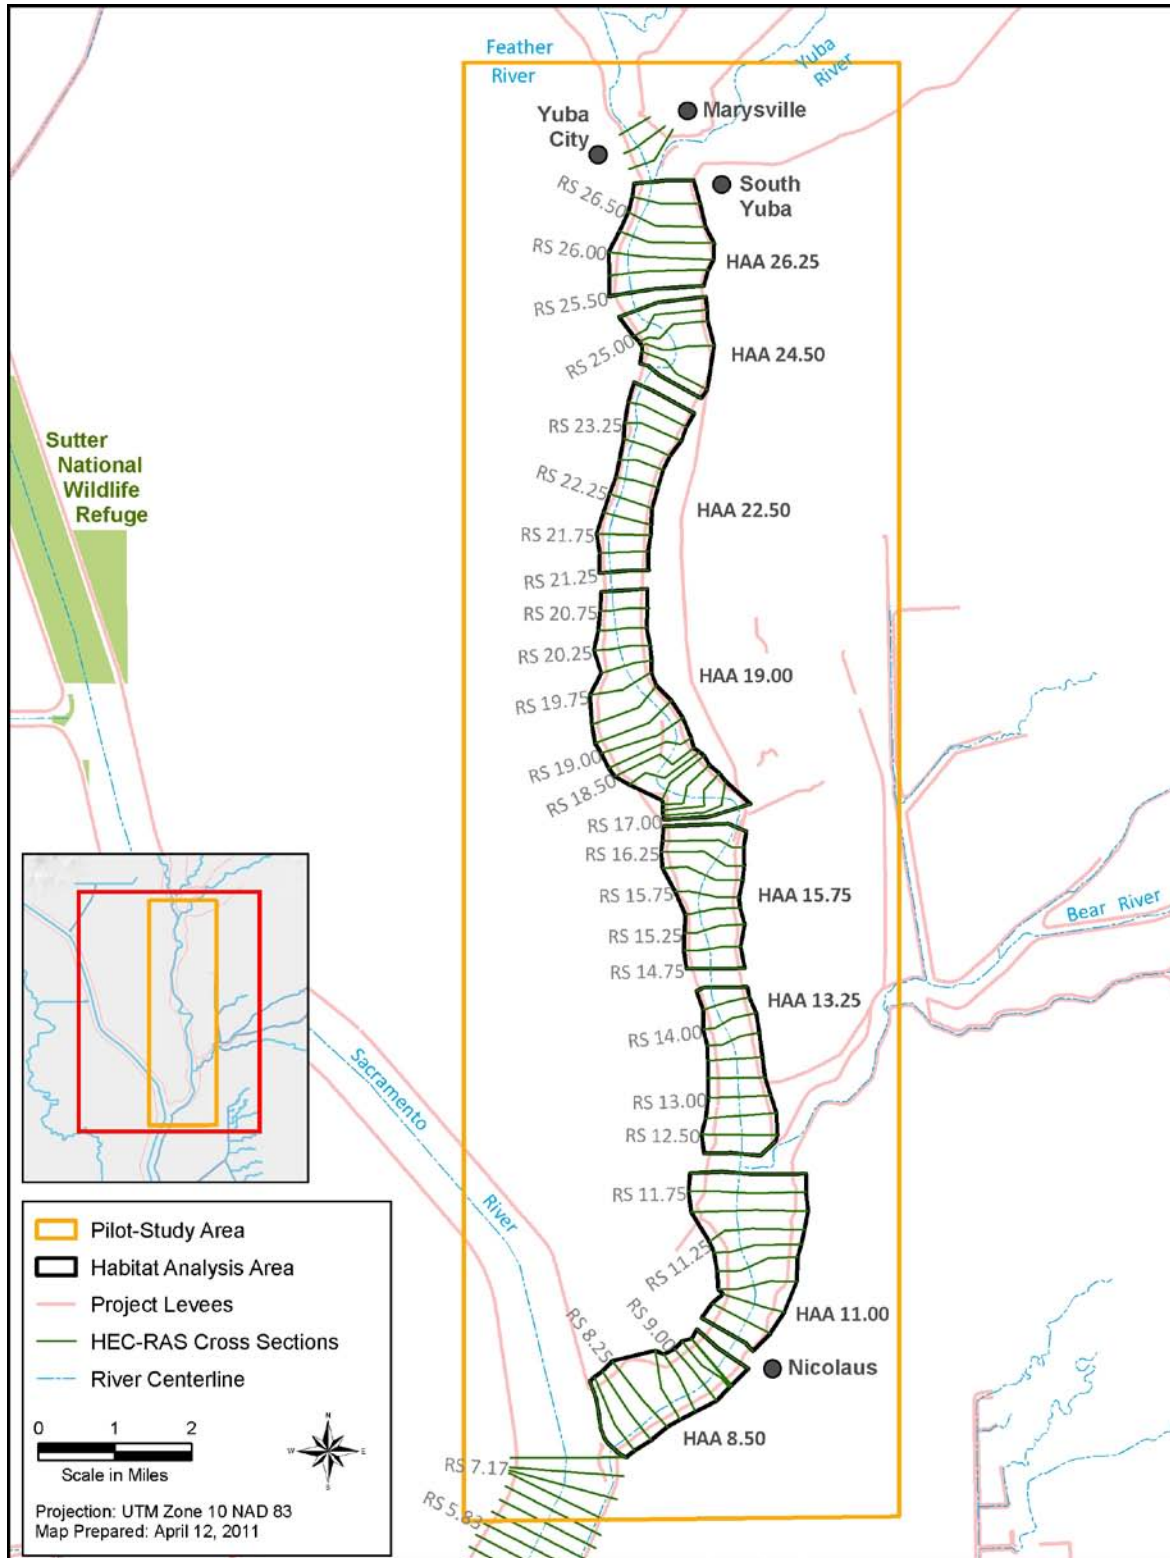 Feather
River
Yuba
River
Marysville
Yuba
City
South
Yuba
RS 26.50
RS 26.00
HAA 26.25
RS 25.50
RS 25.00
HAA 24.50
RS 23.25
Sutter
National
Wildlife
Refuge
RS 22.25
HAA 22.50
RS 21.75
RS 21.25
RS 20.75
RS 20.25
HAA 19.00
RS 19.75
RS 19.00
RS 18.50
RS 17.00
RS 16.25
RS 15.75
HAA 15.75
Bear River
RS 15.25
RS 14.75
HAA 13.25
RS 14.00
Sacramento
River
RS 13.00
RS 12.50
RS 11.75
RS 11.25
HAA 11.00
RS 9.00
RS 8.25
Nicolaus
HAA 8.50
RS 7.17
RS 5.83
Pilot-Study Area
Habitat Analysis Area
Project Levees
HEC-RAS Cross Sections
River Centerline
0 1 2
Scale in Miles
N
W E
S
Projection: UTM Zone 10 NAD 83
Map Prepared: April 12, 2011